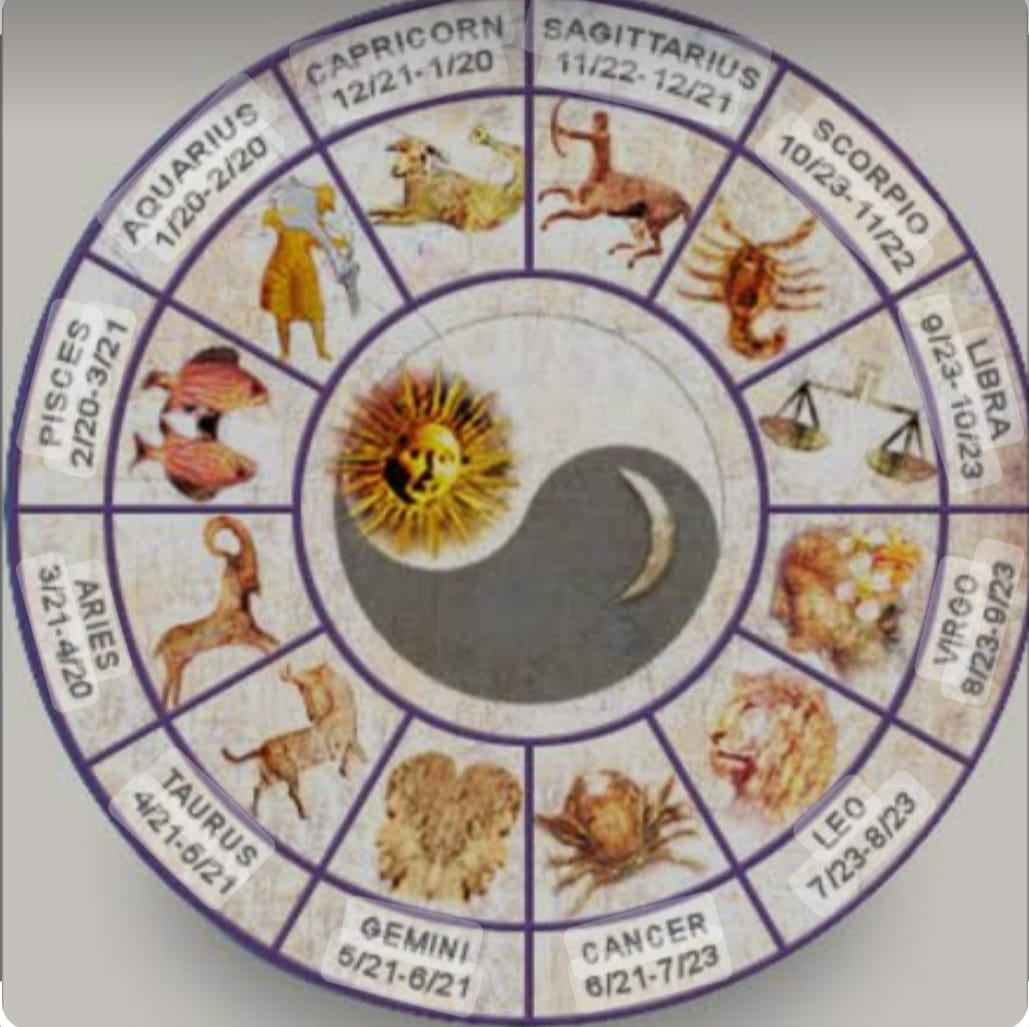 CAPRICORN
12/21-1/20
SAGITTARIUS
11/22-12/21
SCORPIO
10/23-11/22
LIBRA
9/23-10/23
VIRGO
8/23-9/23
LEO
7/23-8/23
CANCER
6/21-7/23
GEMINI
5/21-6/21
TAURUS
4/21-5/21
ARIES
3/21-4/20
PISCES
2/20-3/21
AQUARIUS
1/20-2/20